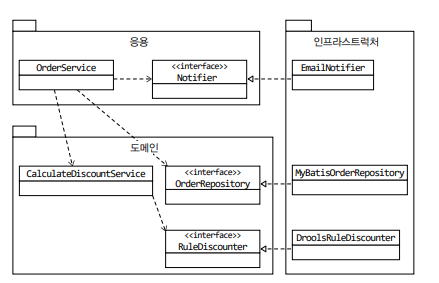 응용
인프라스트럭처
OrderService
<<interface>>
Notifier
EmailNotifier
도메인
CalculateDiscountService
<<interface>>
OrderRepository
MyBatisOrderRepository
<<interface>>
RuleDiscounter
DroolsRuleDiscounter